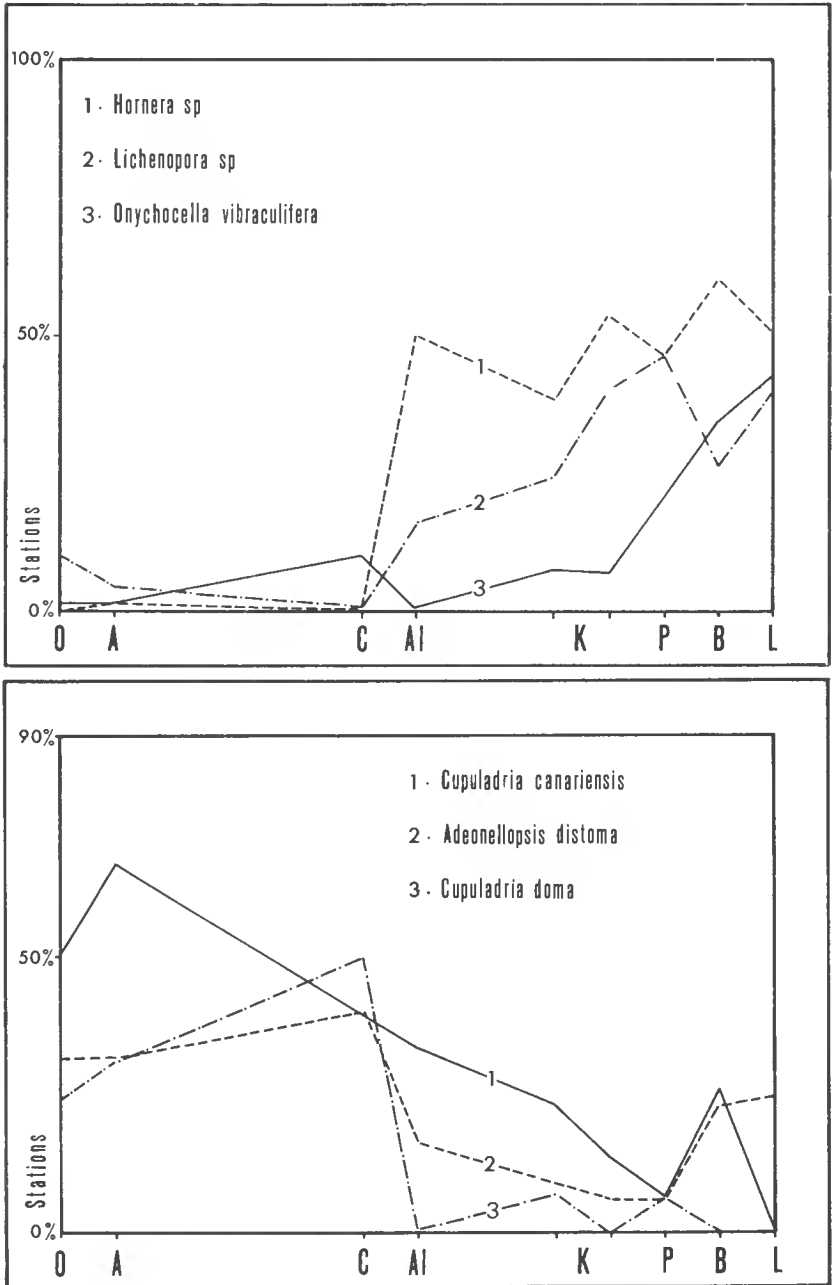 100%
1 · Hornera sp
2 · Lichenopora sp
3 · Onychocella vibraculifera
50%
1
2
3
Stations
0%
O A C Al K P B L
90%
1 · Cupuladria canariensis
2 · Adeonellopsis distoma
3 · Cupuladria doma
50%
1
2
3
Stations
0%
O A C Al K P B L